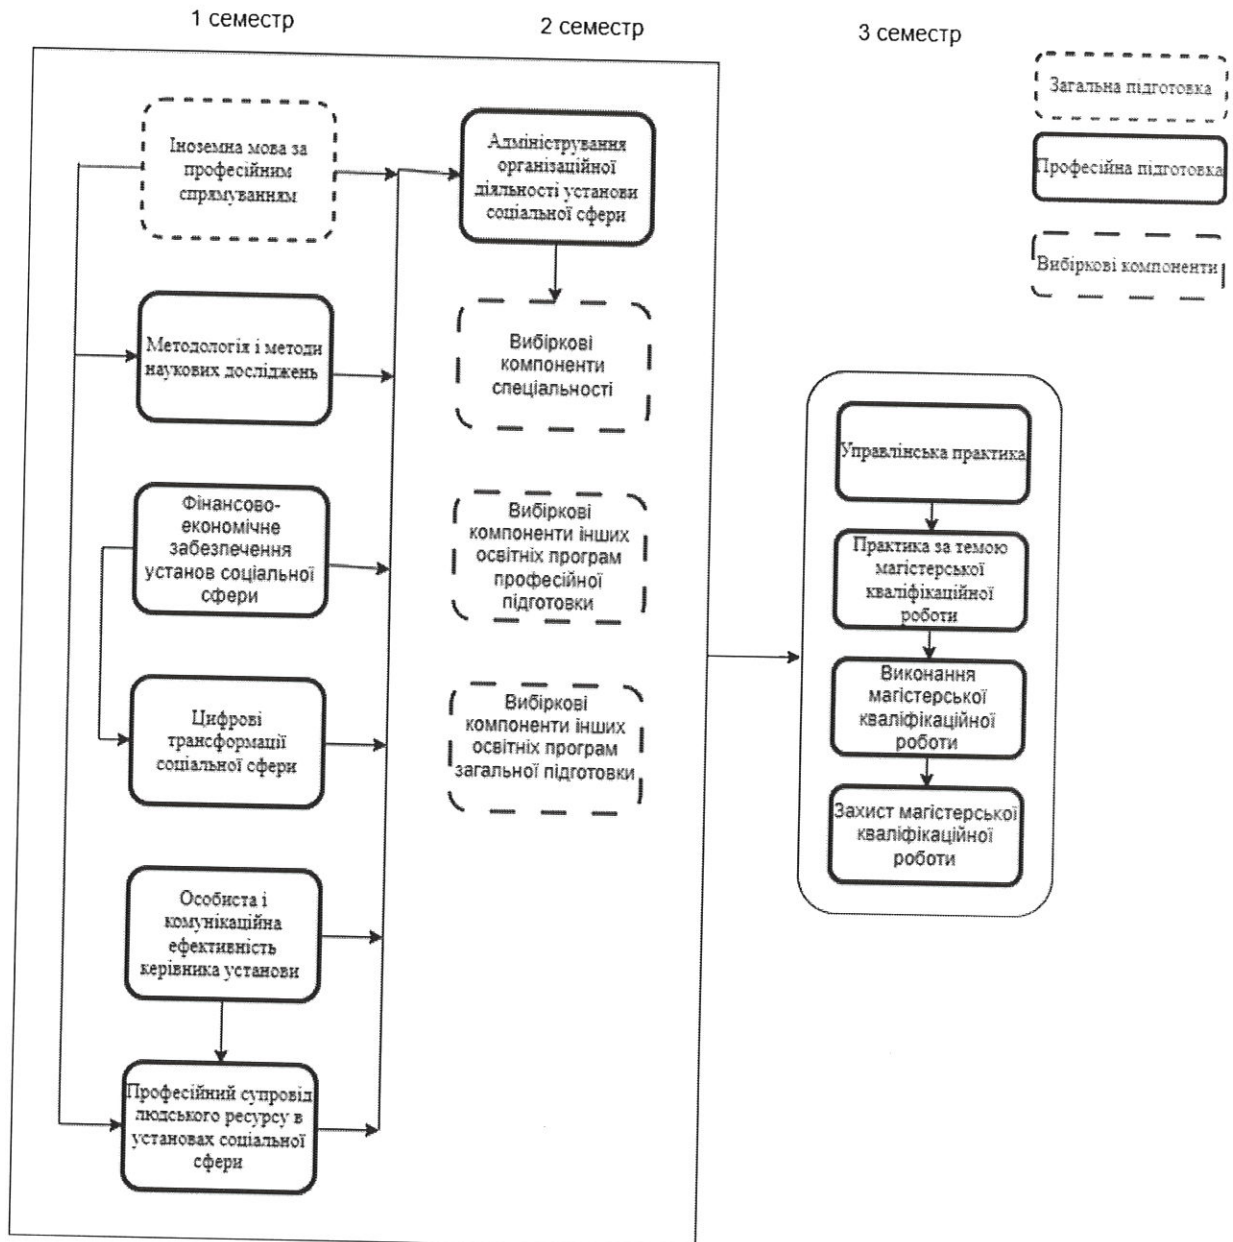 1 семестр
2 семестр
3 семестр
Загальна підготовка
Професійна підготовка
Вибіркові компоненти
Іноземна мова за
професійним
спрямуванням
Методологія і методи
наукових досліджень
Фінансово-
економічне
забезпечення
установ соціальної
сфери
Цифрові
трансформації
соціальної сфери
Особиста і
комунікаційна
ефективність
керівника установи
Професійний супровід
людського ресурсу в
установах соціальної
сфери
Адміністрування
організаційної
діяльності установи
соціальної сфери
Вибіркові
компоненти
спеціальності
Вибіркові
компоненти інших
освітніх програм
професійної
підготовки
Вибіркові
компоненти інших
освітніх програм
загальної підготовки
Управлінська практика
Практика за темою
магістерської
кваліфікаційної
роботи
Виконання
магістерської
кваліфікаційної
роботи
Захист магістерської
кваліфікаційної
роботи